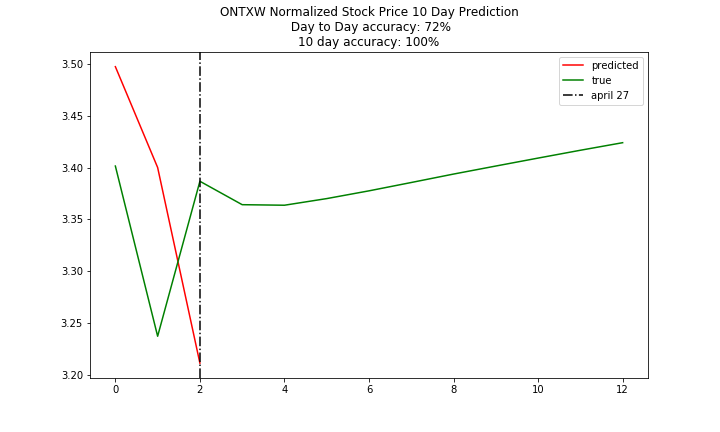 ONTXW Normalized Stock Price 10 Day Prediction
Day to Day accuracy: 72%
10 day accuracy: 100%
3.50
3.45
3.40
3.35
3.30
3.25
3.20
predicted
true
april 27
0 2 4 6 8 10 12